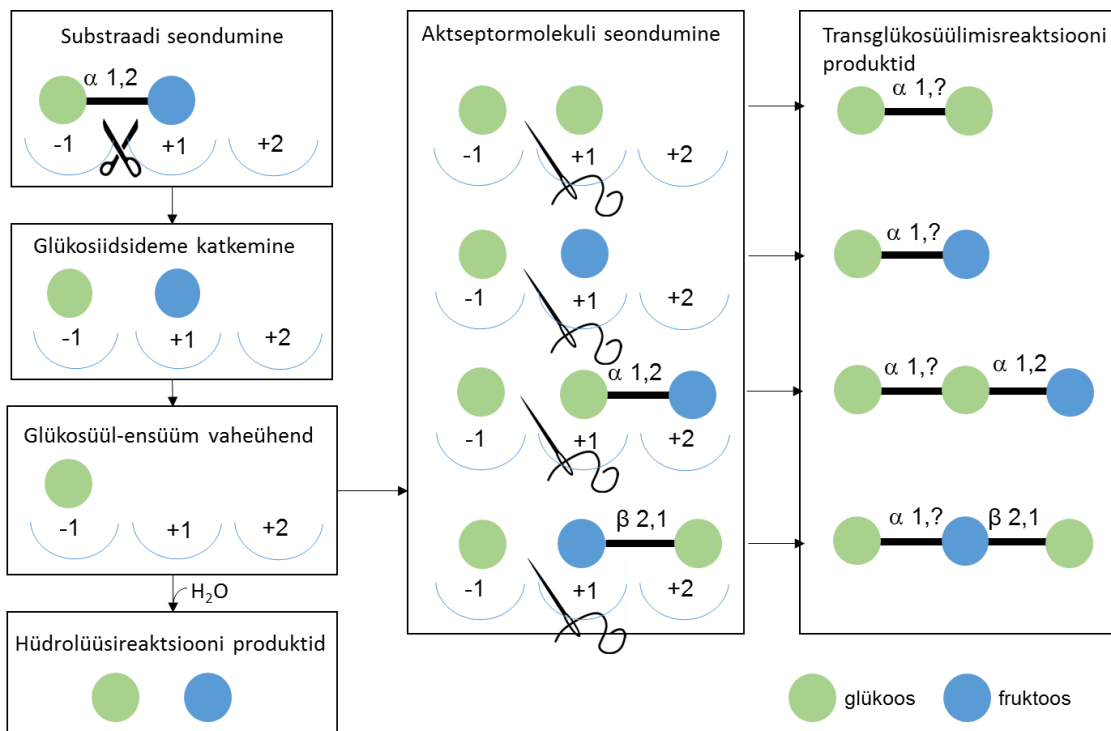 Substraadi seondumine
α 1,2
-1 +1 +2
Glükosiidsideme katkemine
-1 +1 +2
Glükosüül-ensüüm vaheühend
-1 +1 +2
H2O
Hüdrolüüsireaktsiooni produktid
Aktseptormolekuli seondumine
-1 +1 +2
-1 +1 +2
α 1,2
-1 +1 +2
β 2,1
-1 +1 +2
Transglükosüülimisreaktsiooni
produktid
α 1,?
α 1,?
α 1,? α 1,2
α 1,? β 2,1
glükoos fruktoos